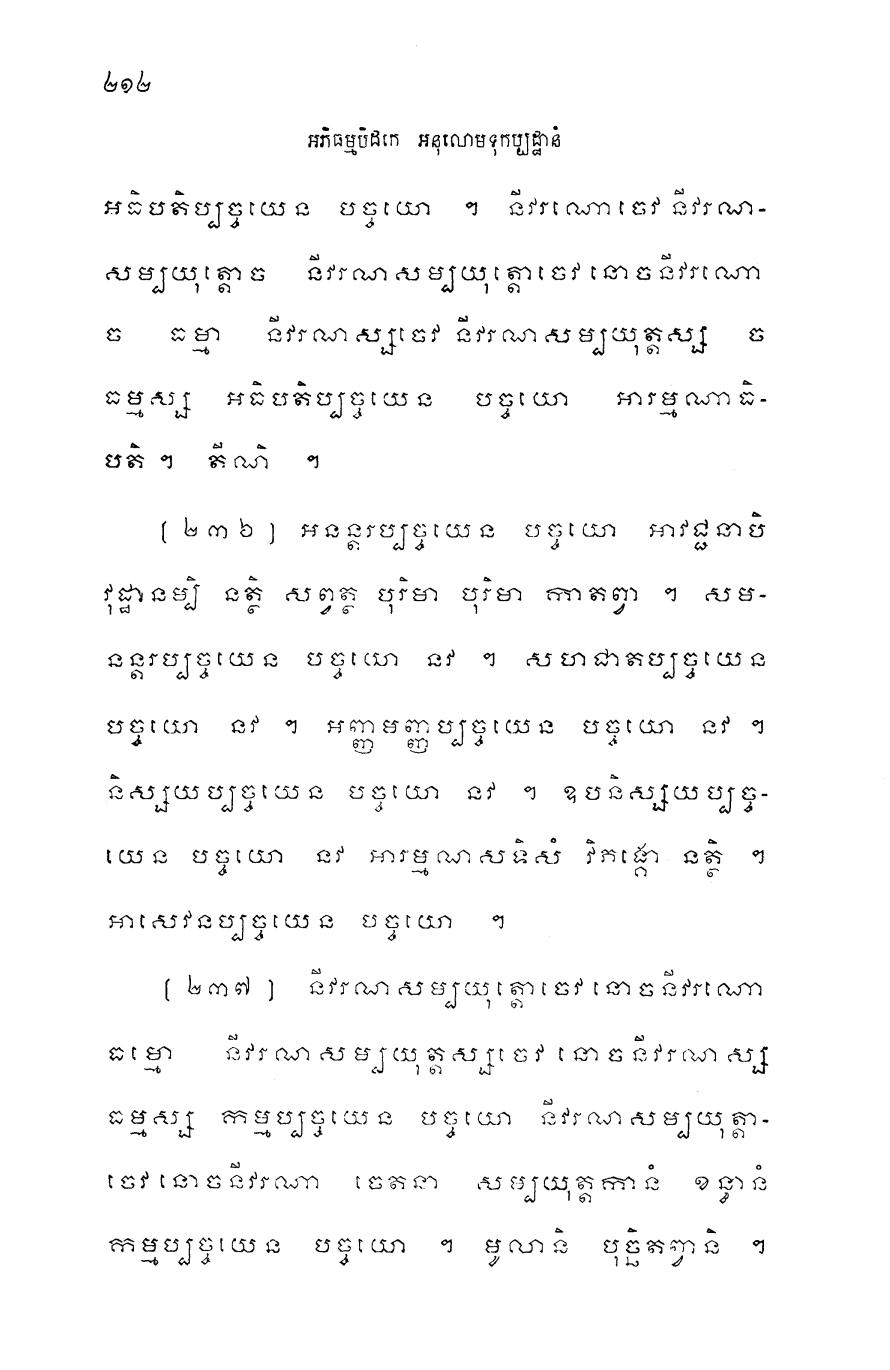 ២១២
អភិធម្មបិដកេ អនុលោមទុកប្បដ្ឋានំ
អធិបតិប្បច្ចយេន បច្ចយោ ។ នីវរណោចេវ នីវរណ-
សម្បយុត្តោច នីវរណសម្បយុត្តោចេវ នោចនីវរណោ
ច ធម្មា នីវរណស្សចេវ នីវរណសម្បយុត្តស្ស ច
ធម្មស្ស អធិបតិប្បច្ចយេន បច្ចយោ អារម្មណាធិ-
បតិ ។ តីណិ ។
[ ២៣៦ ] អនន្តរប្បច្ចយេន បច្ចយោ អាវជ្ជនាបិ
វុដ្ឋានម្បិ នត្ថិ សព្វត្ថ បុរិមា បុរិមា កាតព្វា ។ សម-
នន្តរប្បច្ចយេន បច្ចយោ នវ ។ សហជាតប្បច្ចយេន
បច្ចយោ នវ ។ អញ្ញមញ្ញប្បច្ចយេន បច្ចយោ នវ ។
និស្សយប្បច្ចយេន បច្ចយោ នវ ។ ឧបនិស្សយប្បច្ច-
យេន បច្ចយោ នវ អារម្មណសទិសំ វិភង្គោ នត្ថិ ។
អាសេវនប្បច្ចយេន បច្ចយោ ។
[ ២៣៧ ] នីវរណសម្បយុត្តោចេវ នោចនីវរណោ
ធម្មោ នីវរណសម្បយុត្តស្សចេវ នោចនីវរណស្ស
ធម្មស្ស កម្មប្បច្ចយេន បច្ចយោ នីវរណសម្បយុត្តា-
ចេវ នោចនីវរណា ចេតនា សម្បយុត្តកានំ ខន្ធានំ
កម្មប្បច្ចយេន បច្ចយោ ។ មូលានិ បុច្ឆិតព្វានិ ។